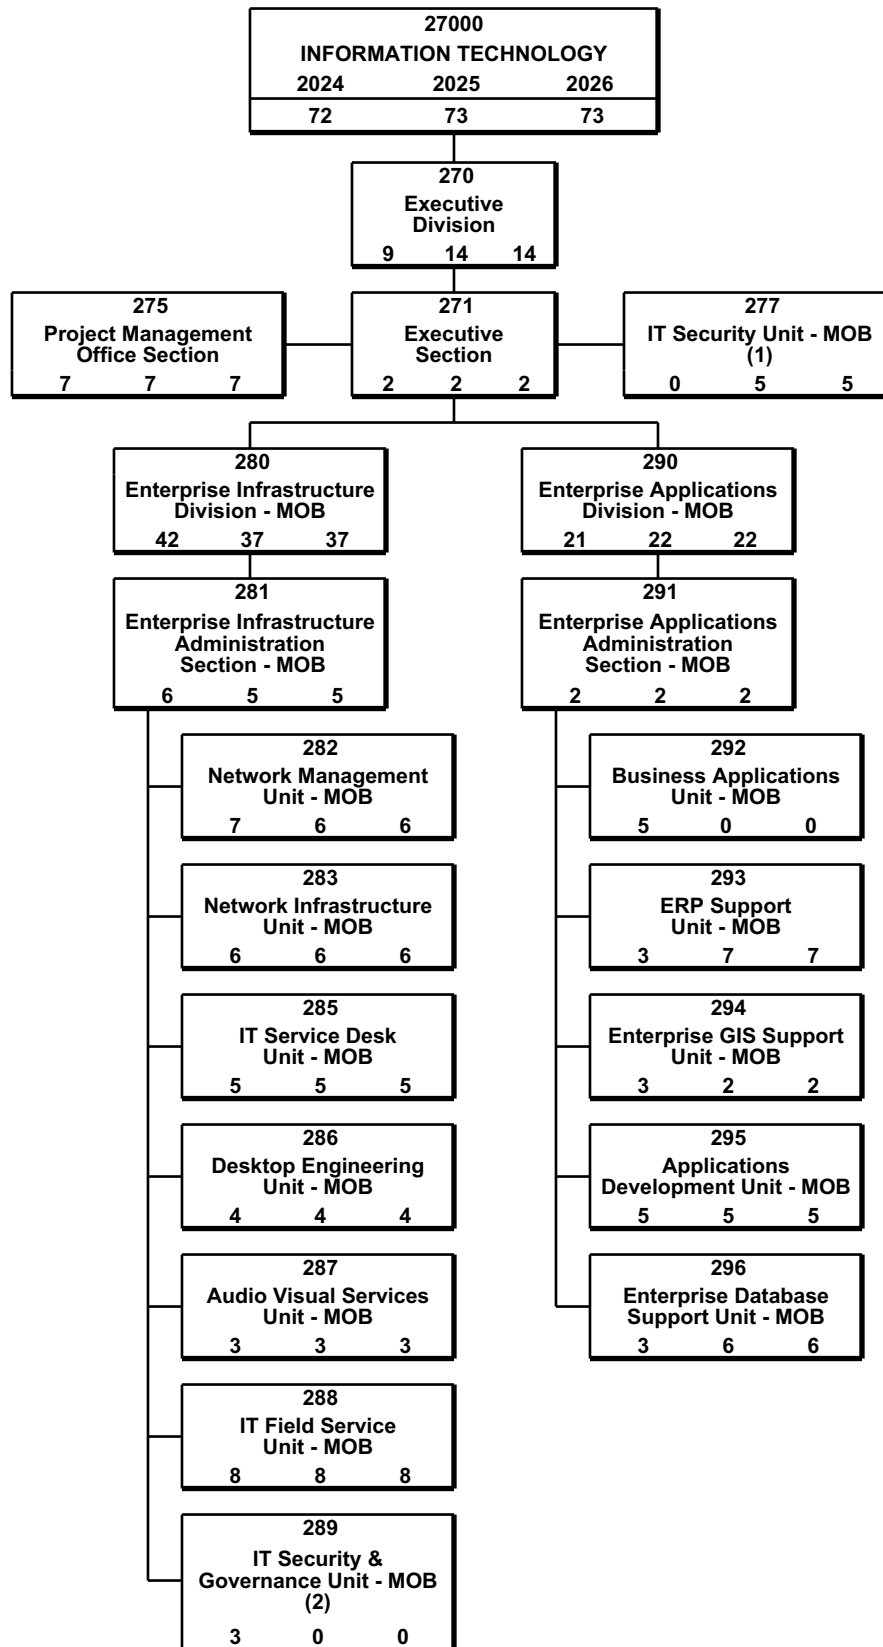 27000
INFORMATION TECHNOLOGY
2024 2025 2026
72 73 73
270
Executive
Division
9 14 14
275
Project Management
Office Section
7 7 7
271
Executive
Section
2 2 2
277
IT Security Unit - MOB
(1)
0 5 5
280
Enterprise Infrastructure
Division - MOB
42 37 37
290
Enterprise Applications
Division - MOB
21 22 22
281
Enterprise Infrastructure
Administration
Section - MOB
6 5 5
291
Enterprise Applications
Administration
Section - MOB
2 2 2
282
Network Management
Unit - MOB
7 6 6
292
Business Applications
Unit - MOB
5 0 0
283
Network Infrastructure
Unit - MOB
6 6 6
293
ERP Support
Unit - MOB
3 7 7
285
IT Service Desk
Unit - MOB
5 5 5
294
Enterprise GIS Support
Unit - MOB
3 2 2
286
Desktop Engineering
Unit - MOB
4 4 4
295
Applications
Development Unit - MOB
5 5 5
287
Audio Visual Services
Unit - MOB
3 3 3
296
Enterprise Database
Support Unit - MOB
3 6 6
288
IT Field Service
Unit - MOB
8 8 8
289
IT Security &
Governance Unit - MOB
(2)
3 0 0